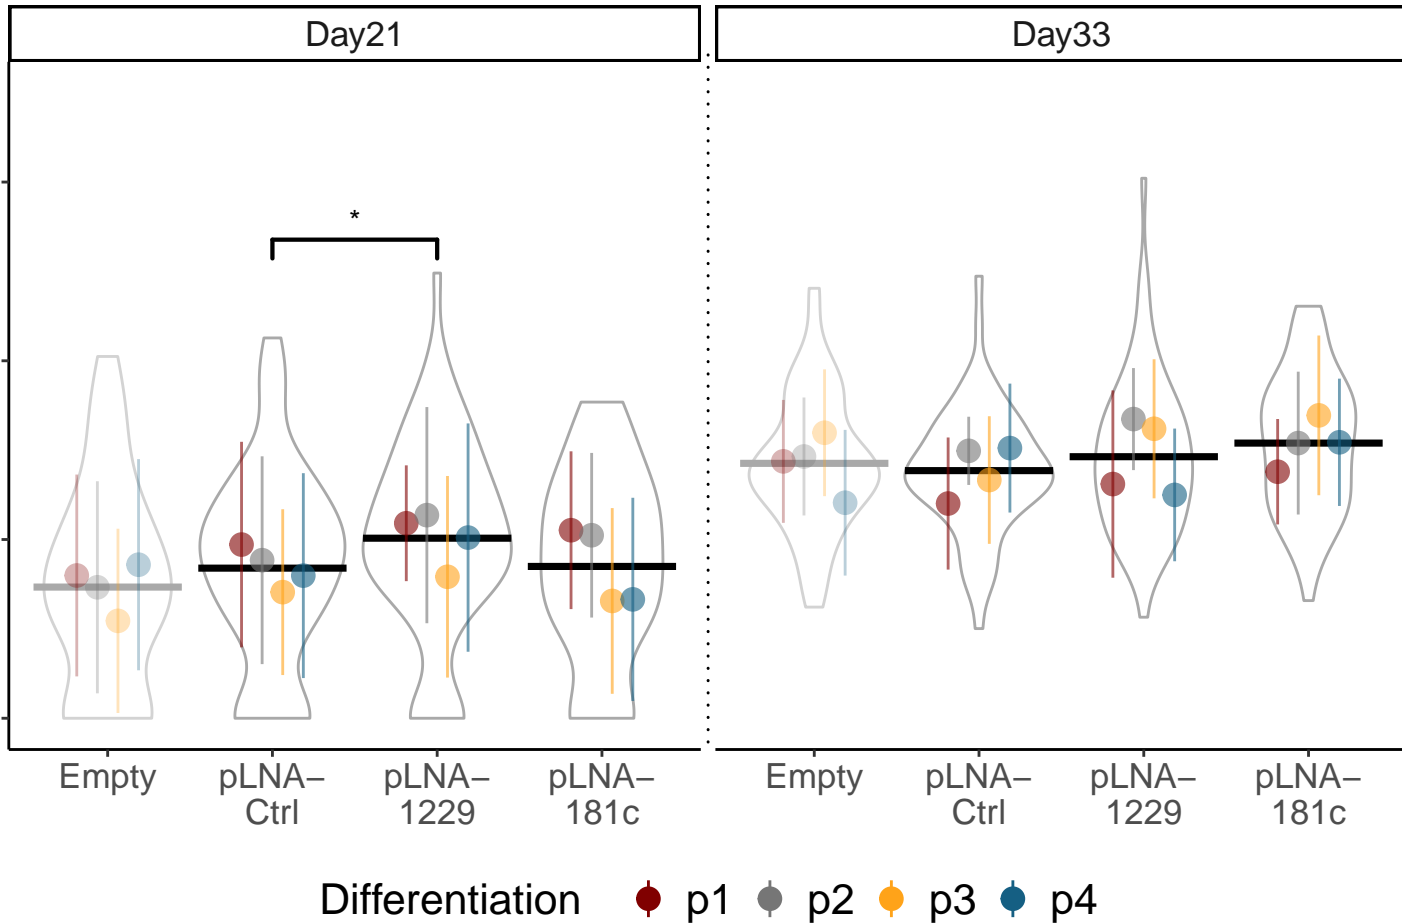 Day21
Day33
*
Empty
pLNA–
Ctrl
pLNA–
1229
pLNA–
181c
Empty
pLNA–
Ctrl
pLNA–
1229
pLNA–
181c
Differentiation p1 p2 p3 p4